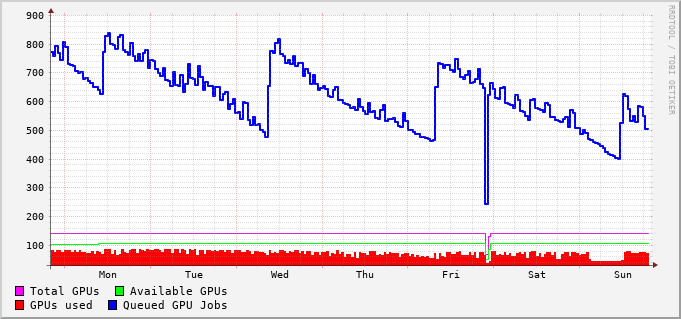 900
800
700
600
500
400
300
200
100
Mon Tue Wed Thu Fri Sat Sun
Total GPUs Available GPUs
GPUs used Queued GPU Jobs
RRDTOOL / TOBI OETIKER